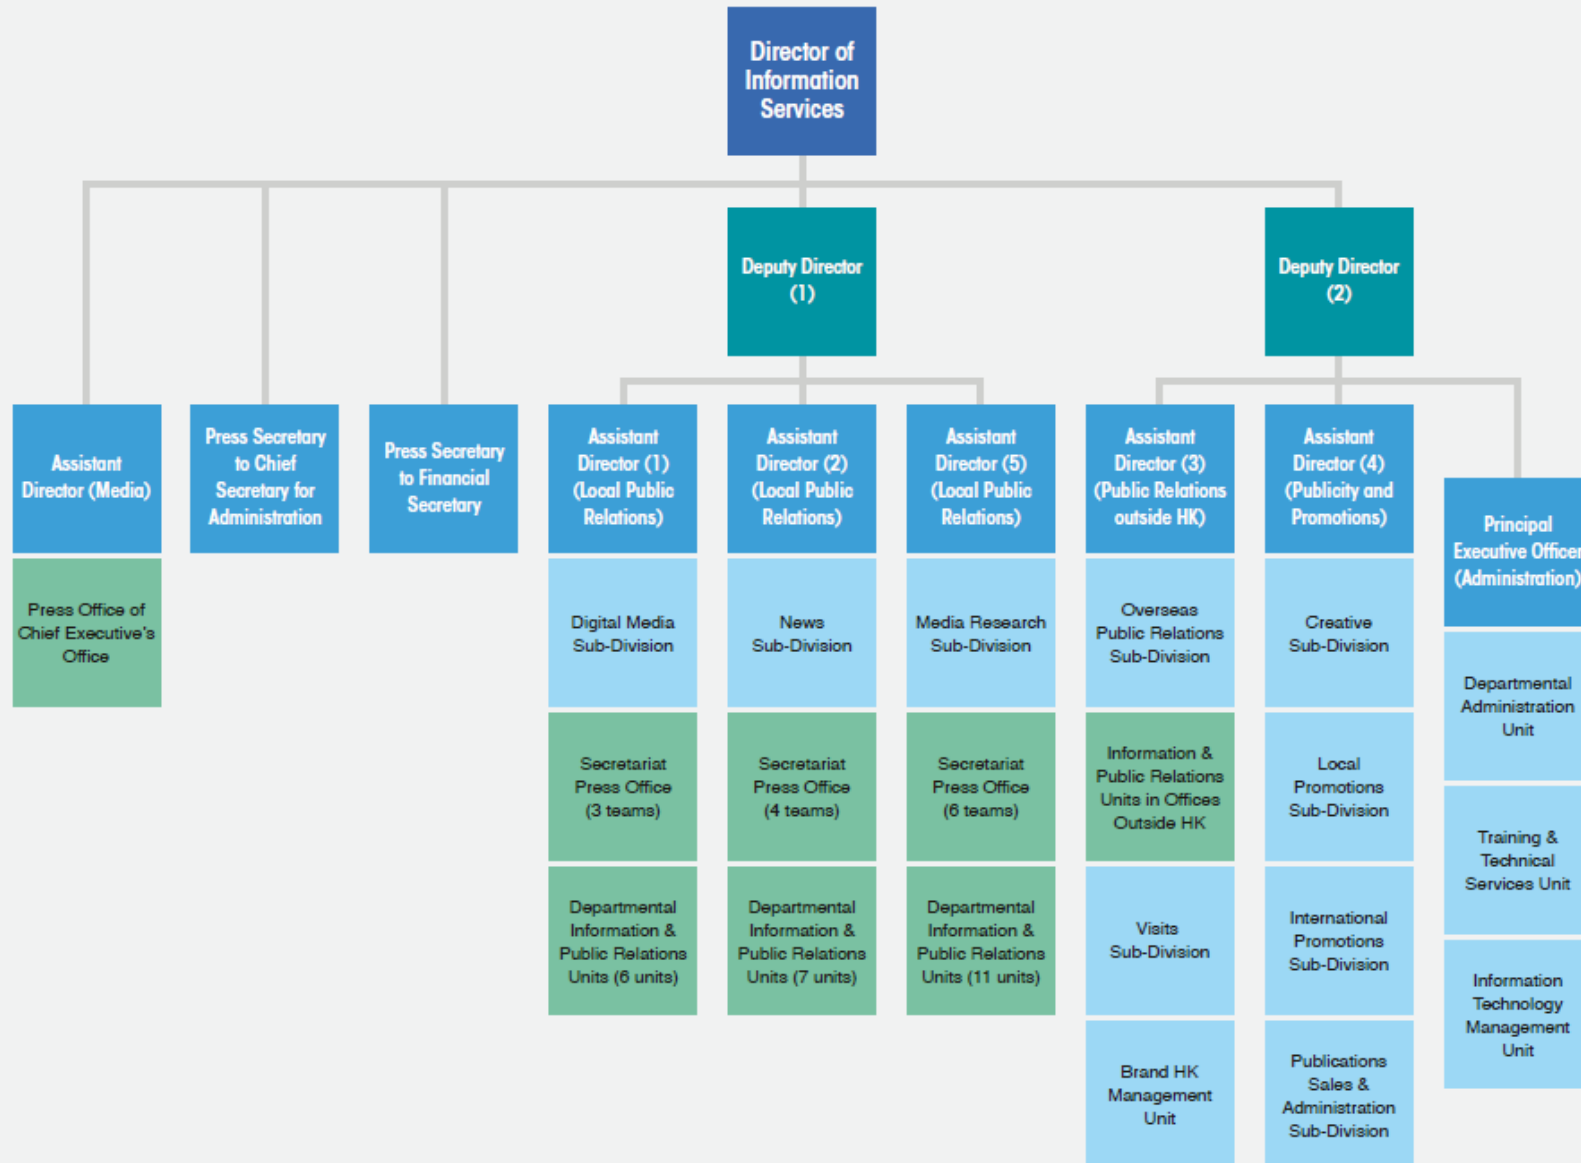 Director of
Information
Services
Deputy Director
(1)
Deputy Director
(2)
Assistant
Director (Media)
Press Secretary
to Chief
Secretary for
Administration
Press Secretary
to Financial
Secretary
Assistant
Director (1)
(Local Public
Relations)
Assistant
Director (2)
(Local Public
Relations)
Assistant
Director (5)
(Local Public
Relations)
Assistant
Director (3)
(Public Relations
outside HK)
Assistant
Director (4)
(Publicity and
Promotions)
Principal
Executive Officer
(Administration)
Press Office of
Chief Executive's
Office
Digital Media
Sub-Division
News
Sub-Division
Media Research
Sub-Division
Overseas
Public Relations
Sub-Division
Creative
Sub-Division
Departmental
Administration
Unit
Secretariat
Press Office
(3 teams)
Secretariat
Press Office
(4 teams)
Secretariat
Press Office
(6 teams)
Information &
Public Relations
Units in Offices
Outside HK
Local
Promotions
Sub-Division
Training &
Technical
Services Unit
Departmental
Information &
Public Relations
Units (6 units)
Departmental
Information &
Public Relations
Units (7 units)
Departmental
Information &
Public Relations
Units (11 units)
Visits
Sub-Division
International
Promotions
Sub-Division
Information
Technology
Management
Unit
Brand HK
Management
Unit
Publications
Sales &
Administration
Sub-Division